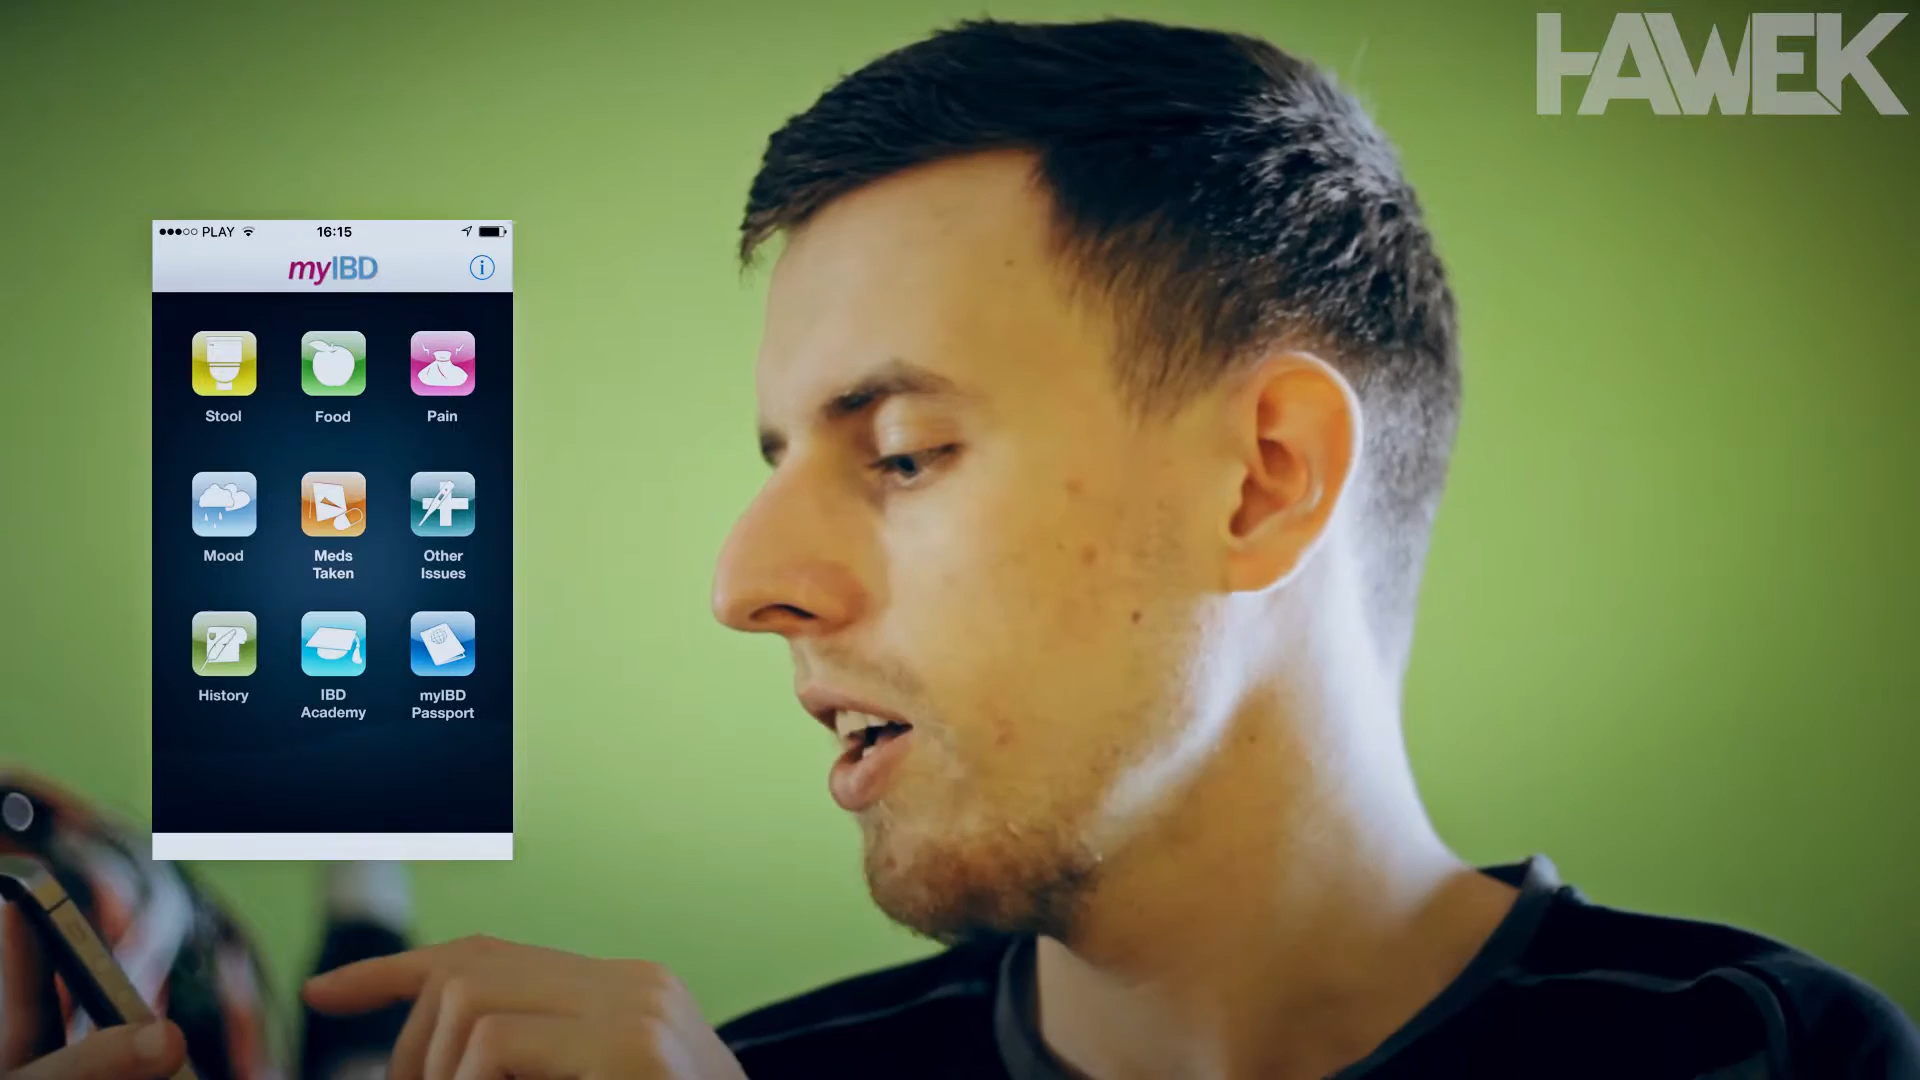 HAWEK
PLAY 16:15
myIBD
Stool Food Pain
Mood Meds Taken Other Issues
History IBD Academy myIBD Passport